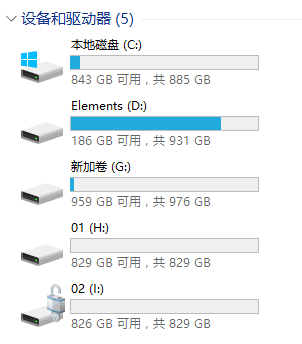 设备和驱动器 (5)
本地磁盘 (C:)
843 GB 可用，共 885 GB
Elements (D:)
186 GB 可用，共 931 GB
新加卷 (G:)
959 GB 可用，共 976 GB
01 (H:)
829 GB 可用，共 829 GB
02 (I:)
826 GB 可用，共 829 GB